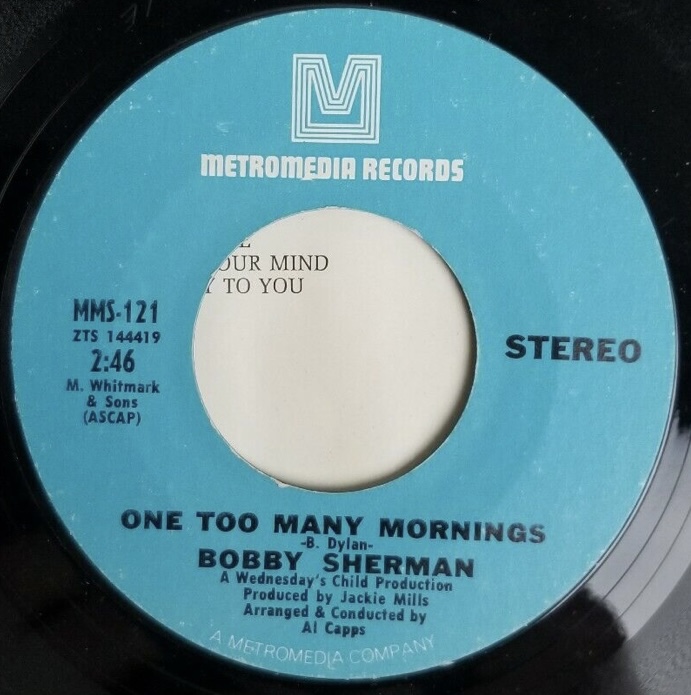 M
METROMEDIA RECORDS
OUR MIND
Y TO YOU
MMS-121
ZTS 144419
2:46
M. Whitmark
& Sons
(ASCAP)
STEREO
ONE TOO MANY MORNINGS
-B. Dylan-
BOBBY SHERMAN
A Wednesday's Child Production
Produced by Jackie Mills
Arranged & Conducted by
Al Capps
A METROMEDIA COMPANY